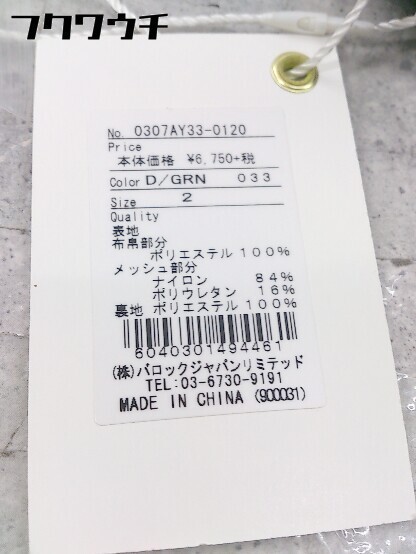 フクワウチ
No. 0307AY33-0120
Price
本体価格 ¥6,750+税
Color D/GRN 033
Size 2
Quality
表地
布帛部分
ポリエステル 100%
メッシュ部分
ナイロン 84%
ポリウレタン 16%
裏地 ポリエステル 100%
6040301494461
(株)バロックジャパンリミテッド
TEL:03-6730-9191
MADE IN CHINA (900031)